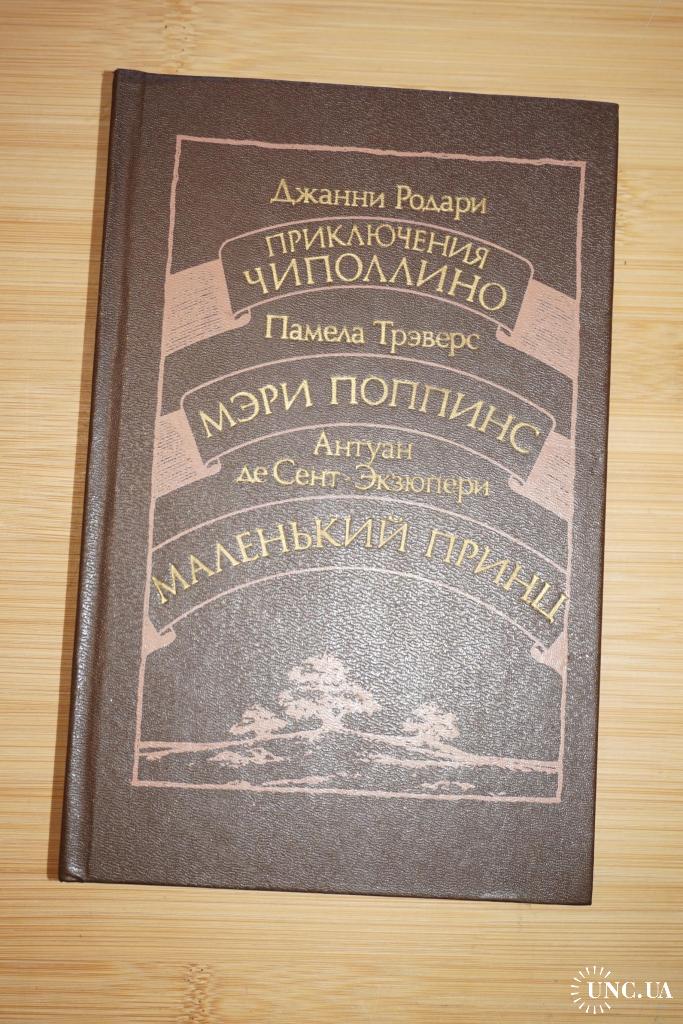 Джанни Родари
ПРИКЛЮЧЕНИЯ
ЧИПОЛЛИНО
Памела Трэверс
МЭРИ ПОППИНС
Антуан
де Сент-Экзюпери
МАЛЕНЬКИЙ ПРИНЦ
UNC.UA